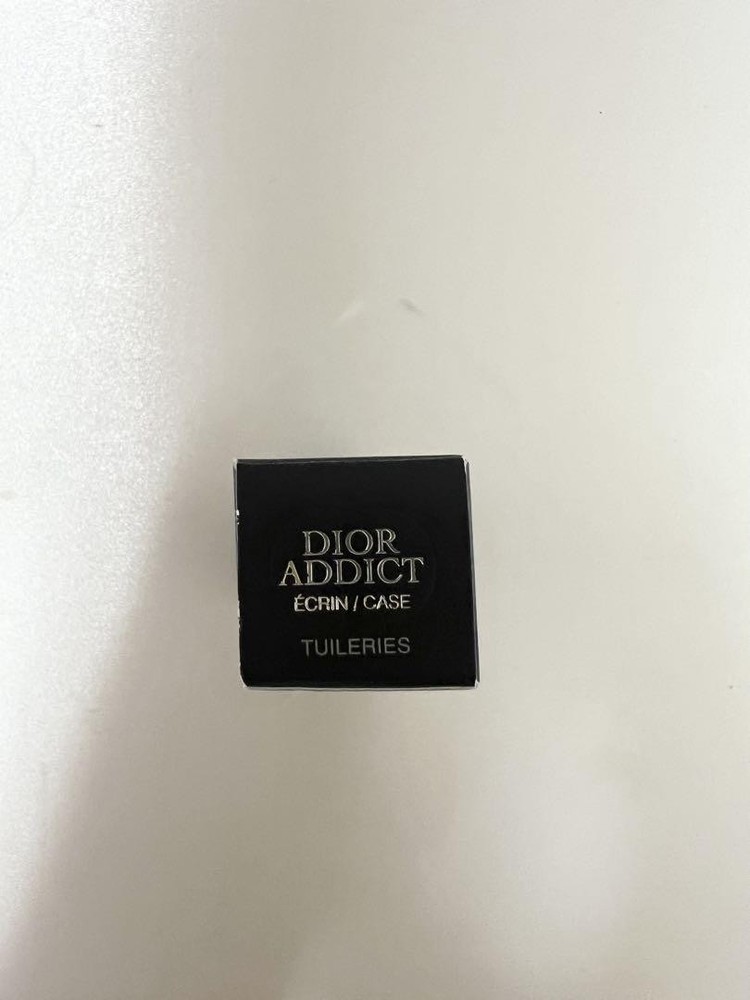 DIOR
ADDICT
ÉCRIN / CASE
TUILERIES